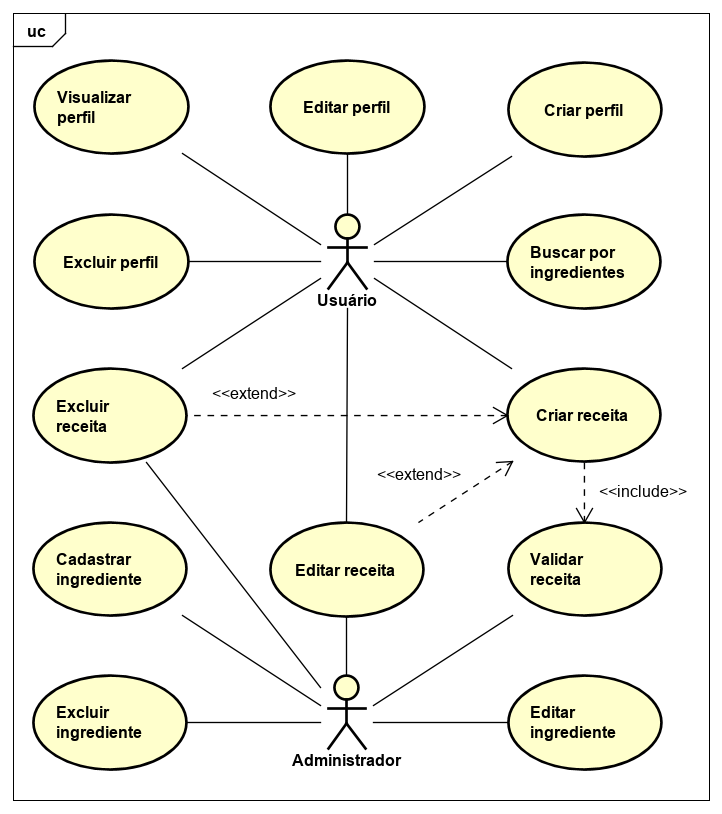 uc
Visualizar
perfil
Editar perfil
Criar perfil
Excluir perfil
Usuário
Buscar por
ingredientes
Excluir
receita
<<extend>>
Criar receita
<<extend>>
<<include>>
Cadastrar
ingrediente
Editar receita
Validar
receita
Excluir
ingrediente
Administrador
Editar
ingrediente